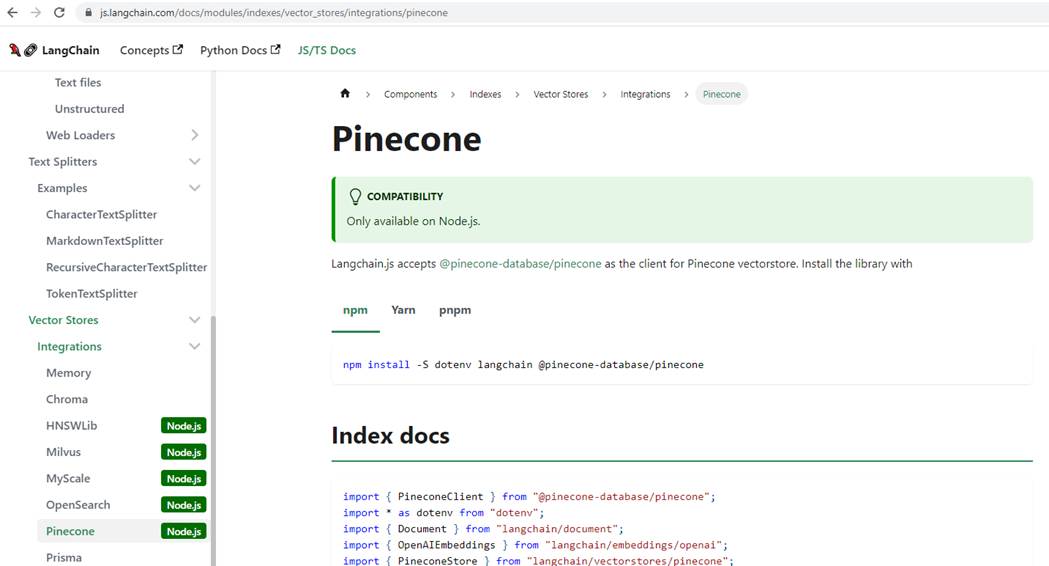 js.langchain.com/docs/modules/indexes/vector_stores/integrations/pinecone
LangChain Concepts Python Docs JS/TS Docs
Text files
Unstructured
Web Loaders
Text Splitters
Examples
CharacterTextSplitter
MarkdownTextSplitter
RecursiveCharacterTextSplitter
TokenTextSplitter
Vector Stores
Integrations
Memory
Chroma
HNSWLib Node.js
Milvus Node.js
MyScale Node.js
OpenSearch Node.js
Pinecone Node.js
Prisma
Components > Indexes > Vector Stores > Integrations > Pinecone
Pinecone
COMPATIBILITY
Only available on Node.js.
Langchain.js accepts @pinecone-database/pinecone as the client for Pinecone vectorstore. Install the library with
npm Yarn pnpm
npm install -S dotenv langchain @pinecone-database/pinecone
Index docs
import { PineconeClient } from "@pinecone-database/pinecone";
import * as dotenv from "dotenv";
import { Document } from "langchain/document";
import { OpenAIEmbeddings } from "langchain/embeddings/openai";
import { PineconeStore } from "langchain/vectorstores/pinecone";